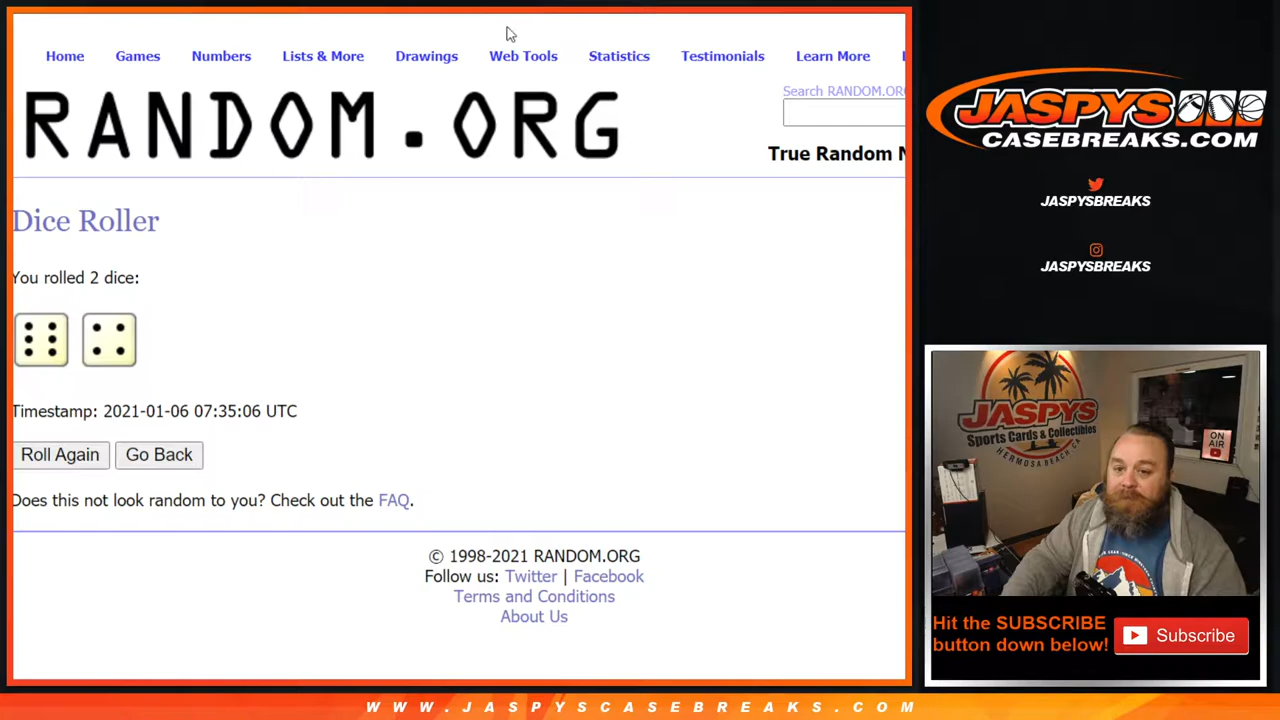 Home Games Numbers Lists & More Drawings Web Tools Statistics Testimonials Learn More
Search RANDOM.ORG
RANDOM.ORG
True Random N
Dice Roller
You rolled 2 dice:
Timestamp: 2021-01-06 07:35:06 UTC
Roll Again Go Back
Does this not look random to you? Check out the FAQ.
© 1998-2021 RANDOM.ORG
Follow us: Twitter | Facebook
Terms and Conditions
About Us
JASPYS
CASEBREAKS.COM
JASPYSBREAKS
JASPYSBREAKS
JASPYS
Sports Cards & Collectibles
HERMOSA BEACH, CA
ON
AIR
Hit the SUBSCRIBE
button down below!
Subscribe
WWW.JASPYSCASEBREAKS.COM